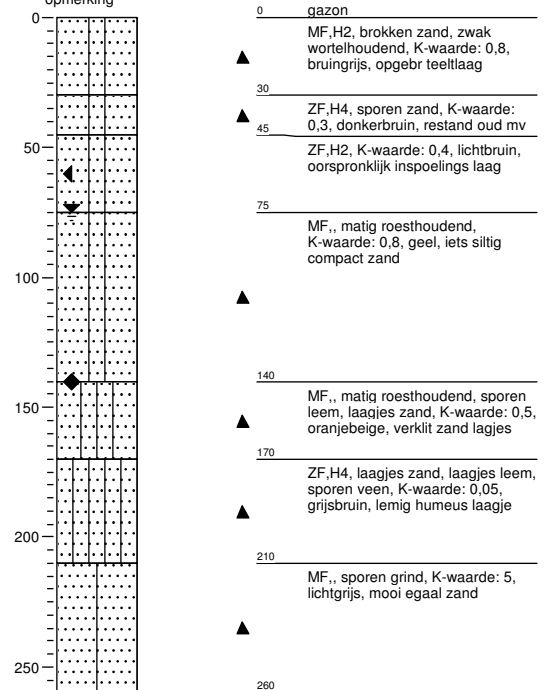 opmerking
0
0
gazon
MF,H2, brokken zand, zwak
wortelhoudend, K-waarde: 0,8,
bruingrijs, opgebr teeltlaag
30
ZF,H4, sporen zand, K-waarde:
0,3, donkerbruin, restand oud mv
45
50
ZF,H2, K-waarde: 0,4, lichtbruin,
oorspronklijk inspoelings laag
75
MF,, matig roesthoudend,
K-waarde: 0,8, geel, iets siltig
compact zand
100
140
MF,, matig roesthoudend, sporen
leem, laagjes zand, K-waarde: 0,5,
oranjebeige, verklit zand lagjes
150
170
ZF,H4, laagjes zand, laagjes leem,
sporen veen, K-waarde: 0,05,
grijsbruin, lemig humeus laagje
200
210
MF,, sporen grind, K-waarde: 5,
lichtgrijs, mooi egaal zand
250
260